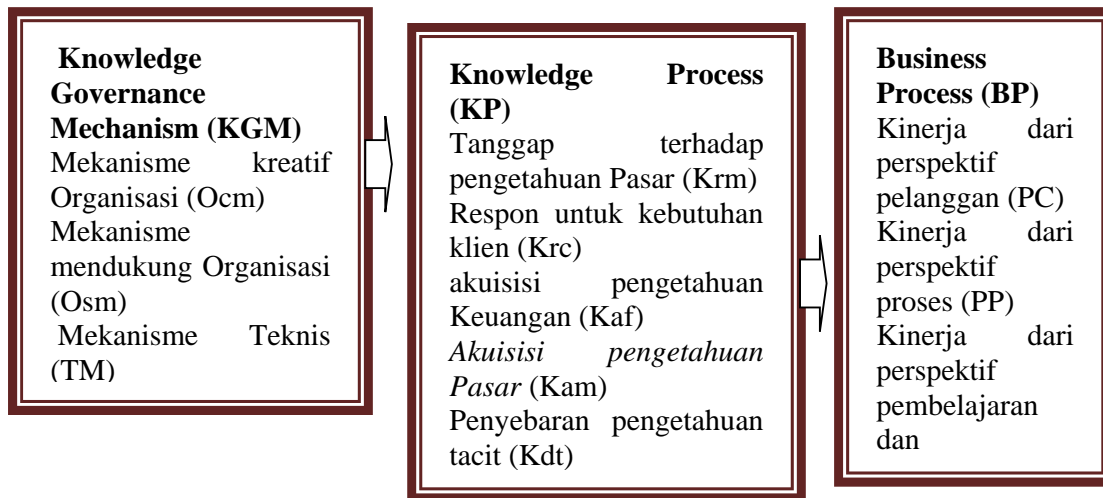 Knowledge
Governance
Mechanism (KGM)
Mekanisme kreatif
Organisasi (Ocm)
Mekanisme
mendukung Organisasi
(Osm)
Mekanisme Teknis
(TM)
Knowledge Process
(KP)
Tanggap terhadap
pengetahuan Pasar (Krm)
Respon untuk kebutuhan
klien (Krc)
akuisisi pengetahuan
Keuangan (Kaf)
Akuisisi pengetahuan
Pasar (Kam)
Penyebaran pengetahuan
tacit (Kdt)
Business
Process (BP)
Kinerja dari
perspektif
pelanggan (PC)
Kinerja dari
perspektif
proses (PP)
Kinerja dari
perspektif
pembelajaran
dan